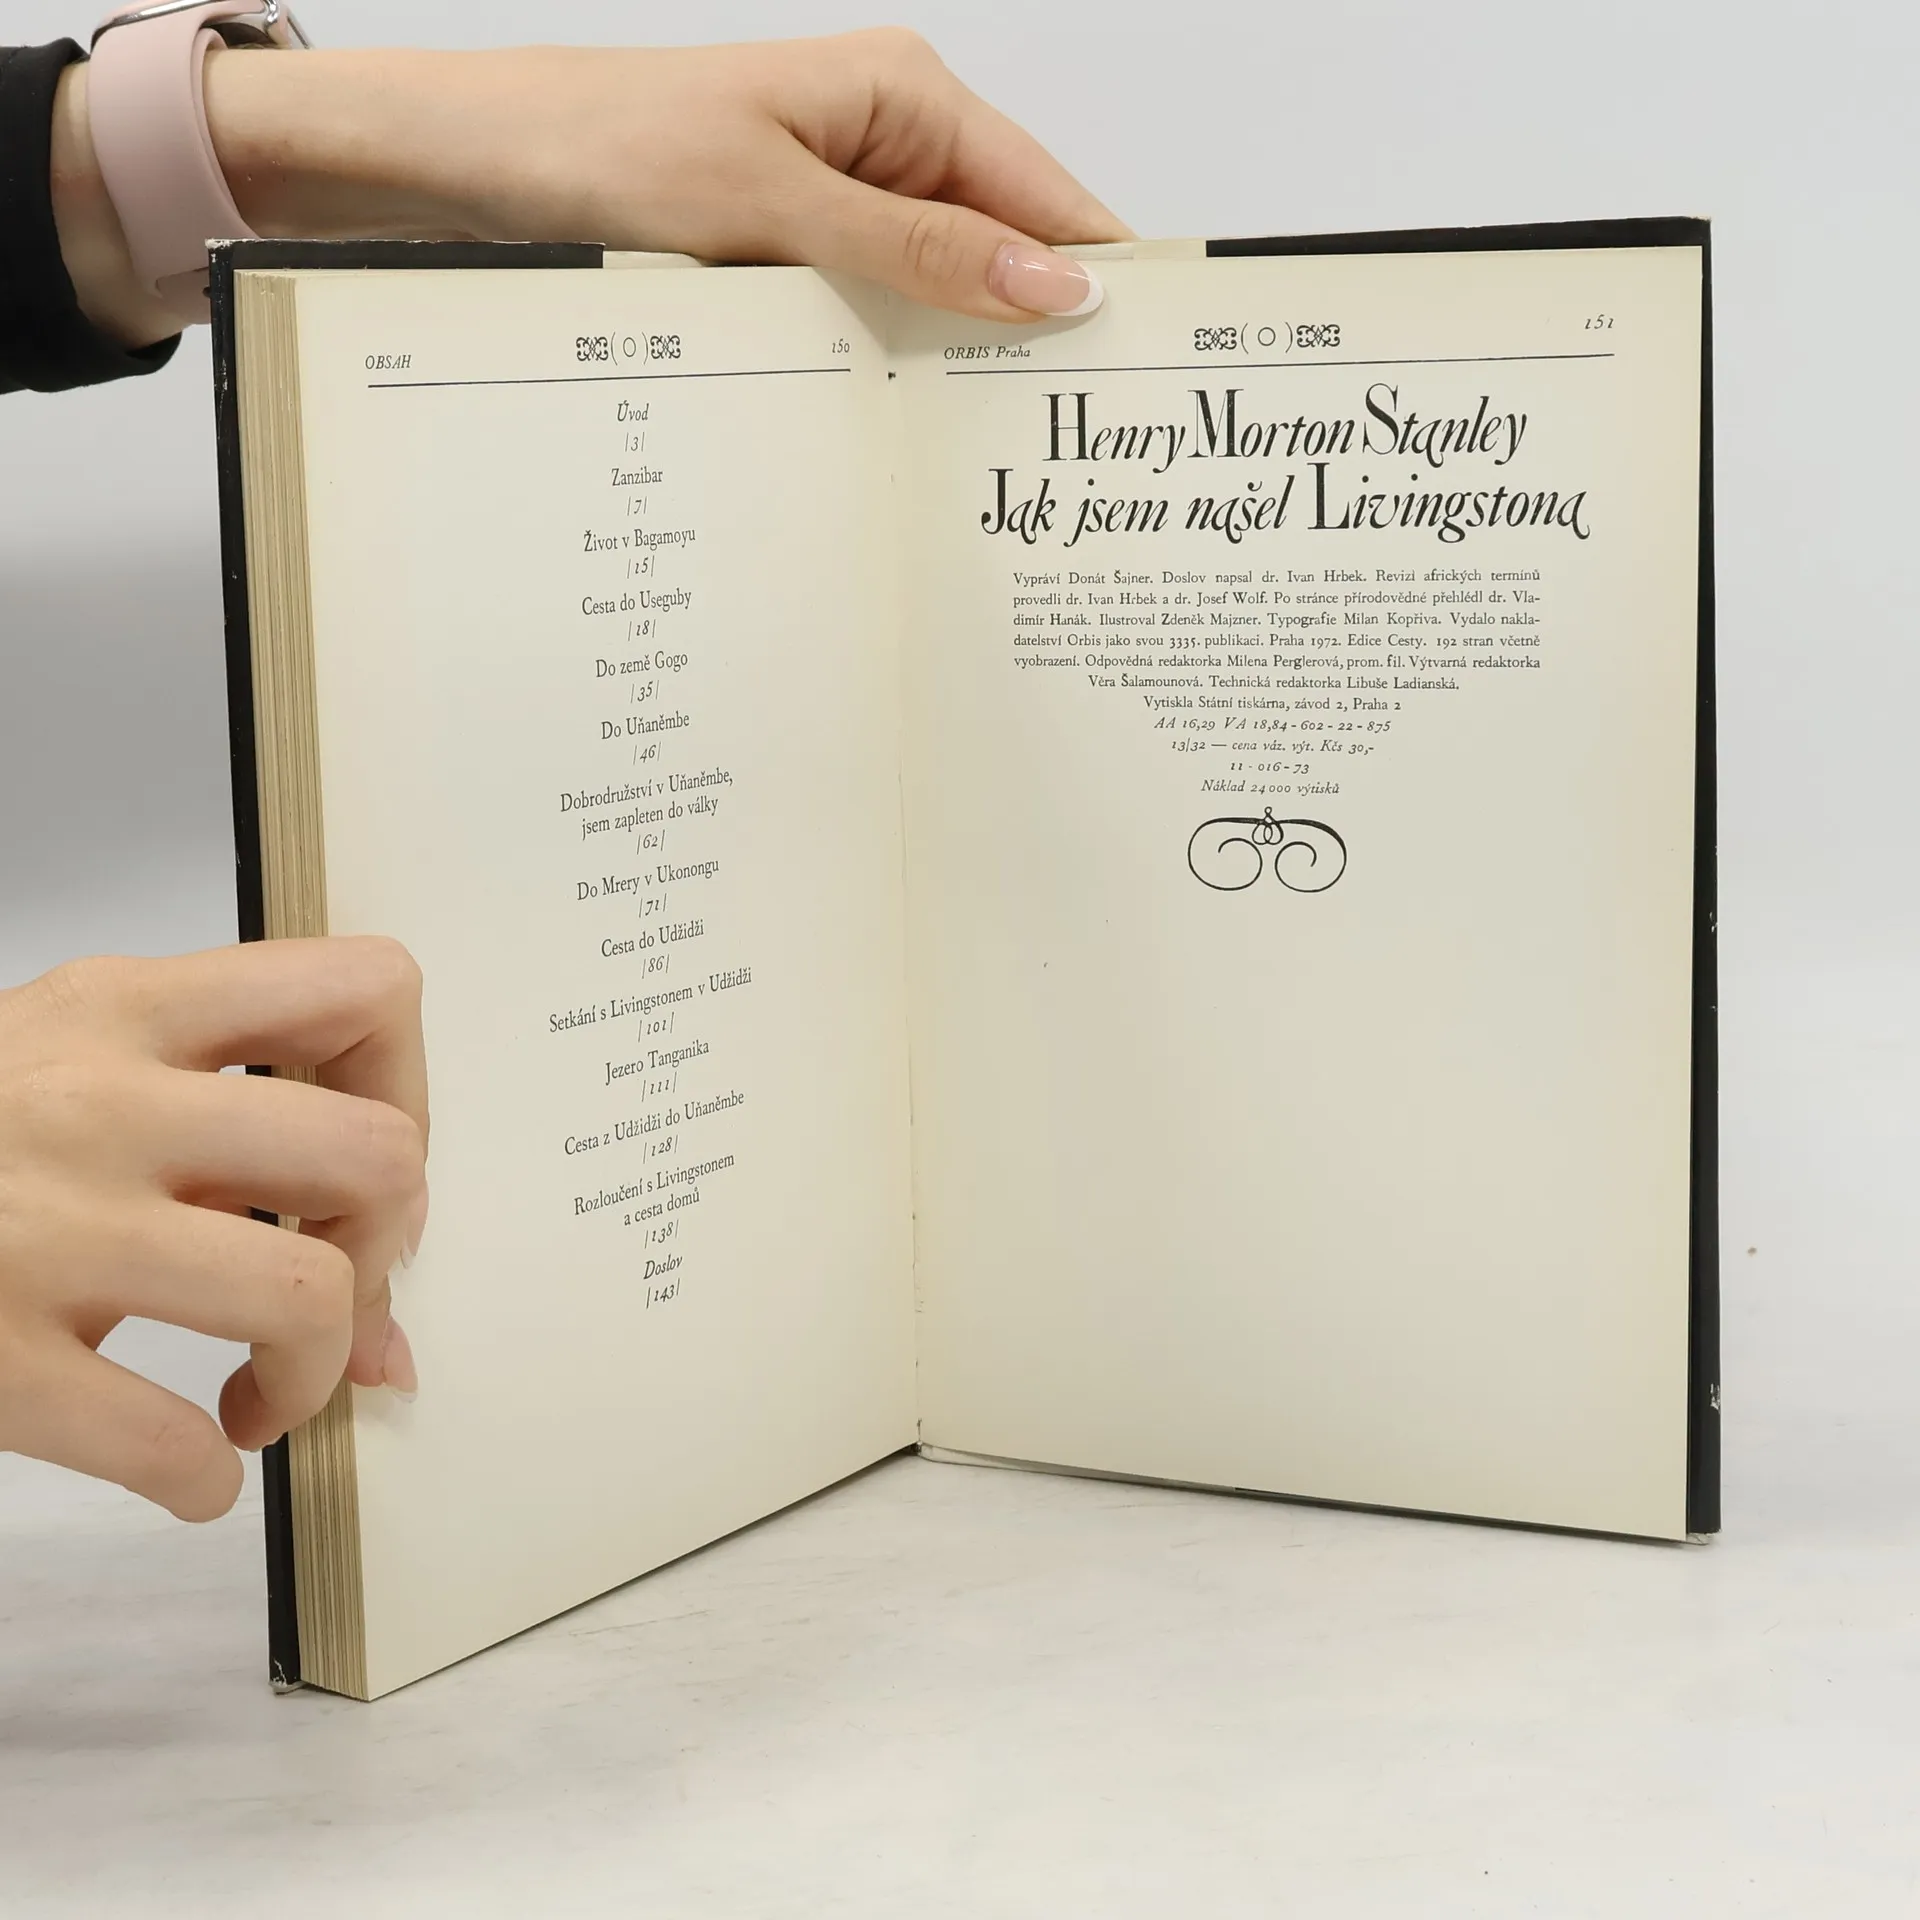 OBSAH
150
Úvod
|3|
Zanzibar
|7|
Život v Bagamoyu
|15|
Cesta do Useguby
|18|
Do země Gogo
|35|
Do Uňaněmbe
|46|
Dobrodružství v Uňaněmbe,
jsem zapleten do války
|62|
Do Mrery v Ukonongu
|71|
Cesta do Udžidži
|86|
Setkání s Livingstonem v Udžidži
|101|
Jezero Tanganika
|111|
Cesta z Udžidži do Uňaněmbe
|128|
Rozloučení s Livingstonem
a cesta domů
|138|
Doslov
|143|
ORBIS Praha
151
Henry Morton Stanley
Jak jsem našel Livingstona
Vypráví Donát Šajner. Doslov napsal dr. Ivan Hrbek. Revizi afrických termínů
provedli dr. Ivan Hrbek a dr. Josef Wolf. Po stránce přírodovědné přehlédl dr. Vla-
dimír Hanák. Ilustroval Zdeněk Majzner. Typografie Milan Kopřiva. Vydalo nakla-
datelství Orbis jako svou 3335. publikaci. Praha 1972. Edice Cesty. 192 stran včetně
vyobrazení. Odpovědná redaktorka Milena Perglerová, prom. fil. Výtvarná redaktorka
Věra Šalamounová. Technická redaktorka Libuše Ladianská.
Vytiskla Státní tiskárna, závod 2, Praha 2
AA 16,29 VA 18,84 - 602 - 22 - 875
13/32 — cena váz. výt. Kčs 30,-
11 - 016 - 73
Náklad 24 000 výtisků